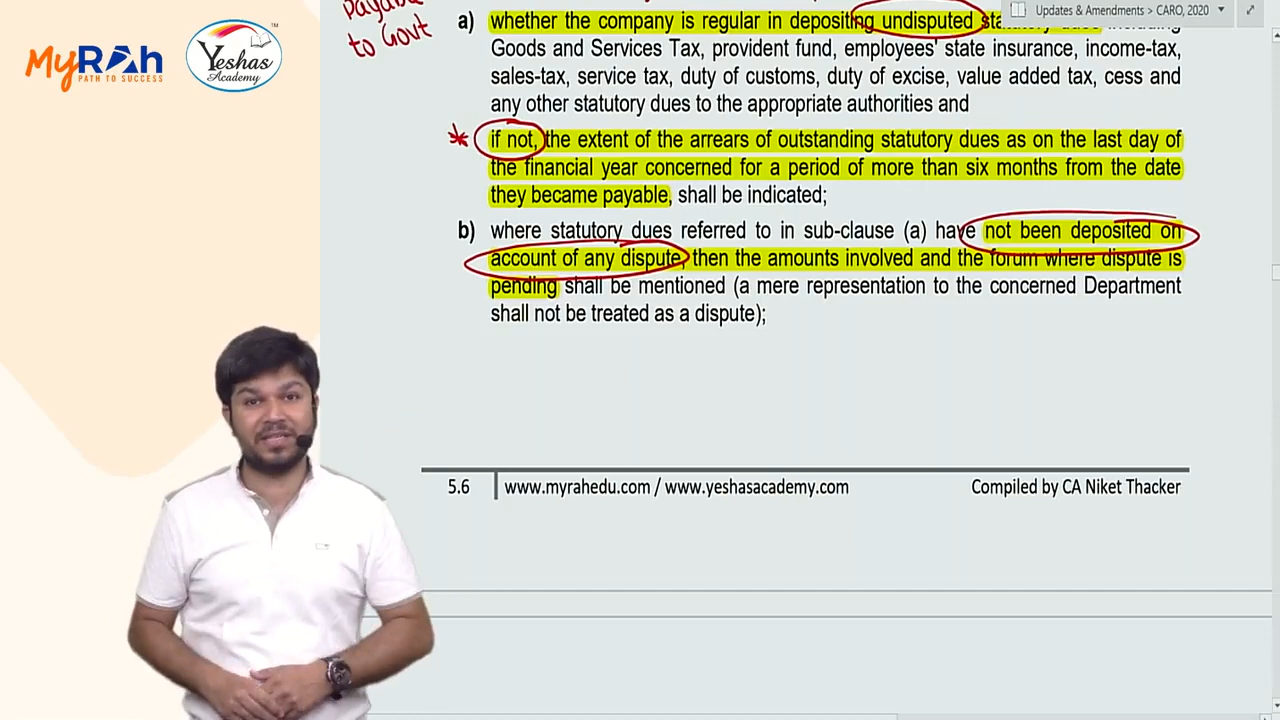 Payable
to Govt
a) whether the company is regular in depositing undisputed statutory dues including
Updates & Amendments > CARO, 2020
Goods and Services Tax, provident fund, employees' state insurance, income-tax,
sales-tax, service tax, duty of customs, duty of excise, value added tax, cess and
any other statutory dues to the appropriate authorities and
* if not, the extent of the arrears of outstanding statutory dues as on the last day of
the financial year concerned for a period of more than six months from the date
they became payable, shall be indicated;
b) where statutory dues referred to in sub-clause (a) have not been deposited on
account of any dispute, then the amounts involved and the forum where dispute is
pending shall be mentioned (a mere representation to the concerned Department
shall not be treated as a dispute);
5.6 www.myrahedu.com / www.yeshasacademy.com Compiled by CA Niket Thacker
MyRAh
PATH TO SUCCESS
Yeshas
Academy
TM